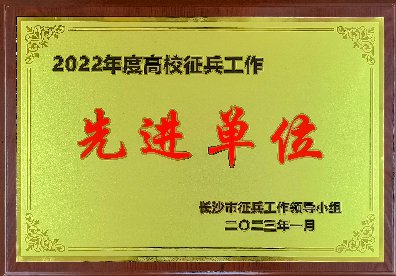 2022年度高校征兵工作
先进单位
长沙市征兵工作领导小组
二〇二三年一月